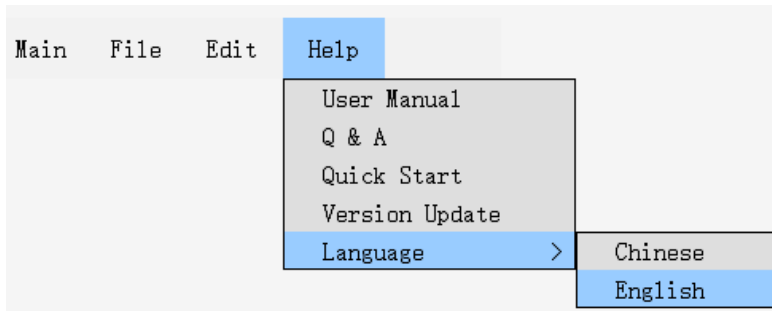 Main File Edit Help
User Manual
Q & A
Quick Start
Version Update
Language >
Chinese
English